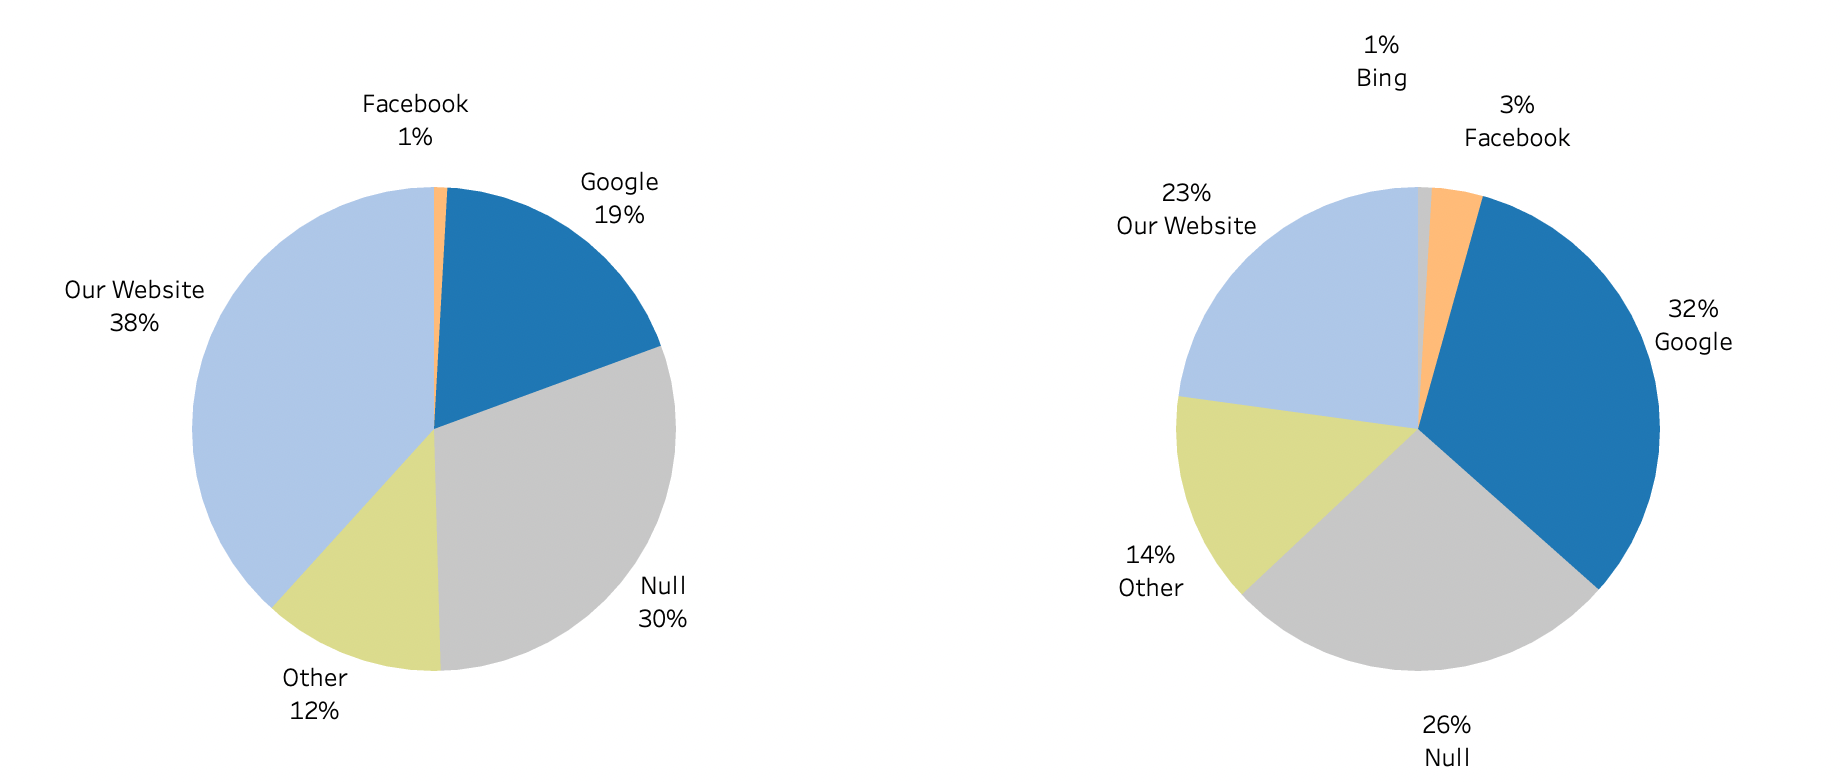 Facebook
1%
Google
19%
Our Website
38%
Null
30%
Other
12%
1%
Bing
3%
Facebook
23%
Our Website
32%
Google
14%
Other
26%
Null